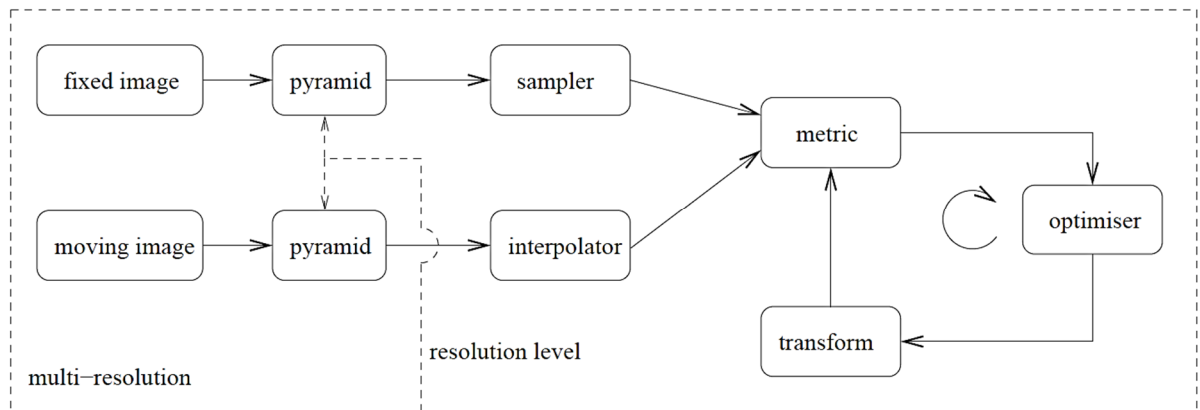 fixed image
pyramid
sampler
metric
moving image
pyramid
interpolator
optimiser
transform
resolution level
multi−resolution